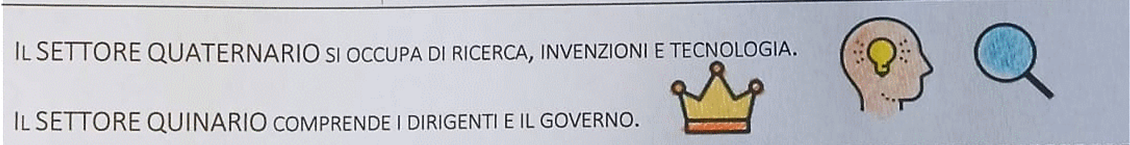 IL SETTORE QUATERNARIO SI OCCUPA DI RICERCA, INVENZIONI E TECNOLOGIA.
IL SETTORE QUINARIO COMPRENDE I DIRIGENTI E IL GOVERNO.